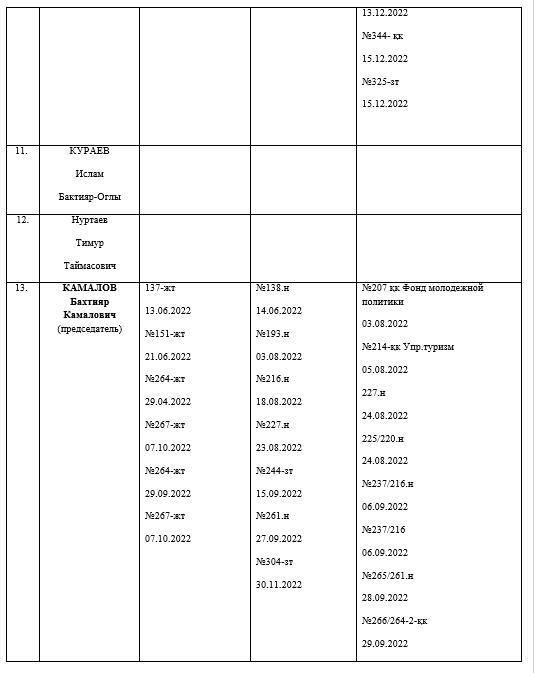 13.12.2022
№344- қк
15.12.2022
№325-зт
15.12.2022
11.
КУРАЕВ
Ислам
Бактияр-Оглы
12.
Нуртаев
Тимур
Таймасович
13.
КАМАЛОВ
Бахтияр
Камалович
(председатель)
137-жт
13.06.2022
№151-жт
21.06.2022
№264-жт
29.04.2022
№267-жт
07.10.2022
№264-жт
29.09.2022
№267-жт
07.10.2022
№138.н
14.06.2022
№193.н
03.08.2022
№216.н
18.08.2022
№227.н
23.08.2022
№244-зт
15.09.2022
№261.н
27.09.2022
№304-зт
30.11.2022
№207 қк Фонд молодежной
политики
03.08.2022
№214-қк Упр.туризм
05.08.2022
227.н
24.08.2022
225/220.н
24.08.2022
№237/216.н
06.09.2022
№237/216
06.09.2022
№265/261.н
28.09.2022
№266/264-2-қк
29.09.2022